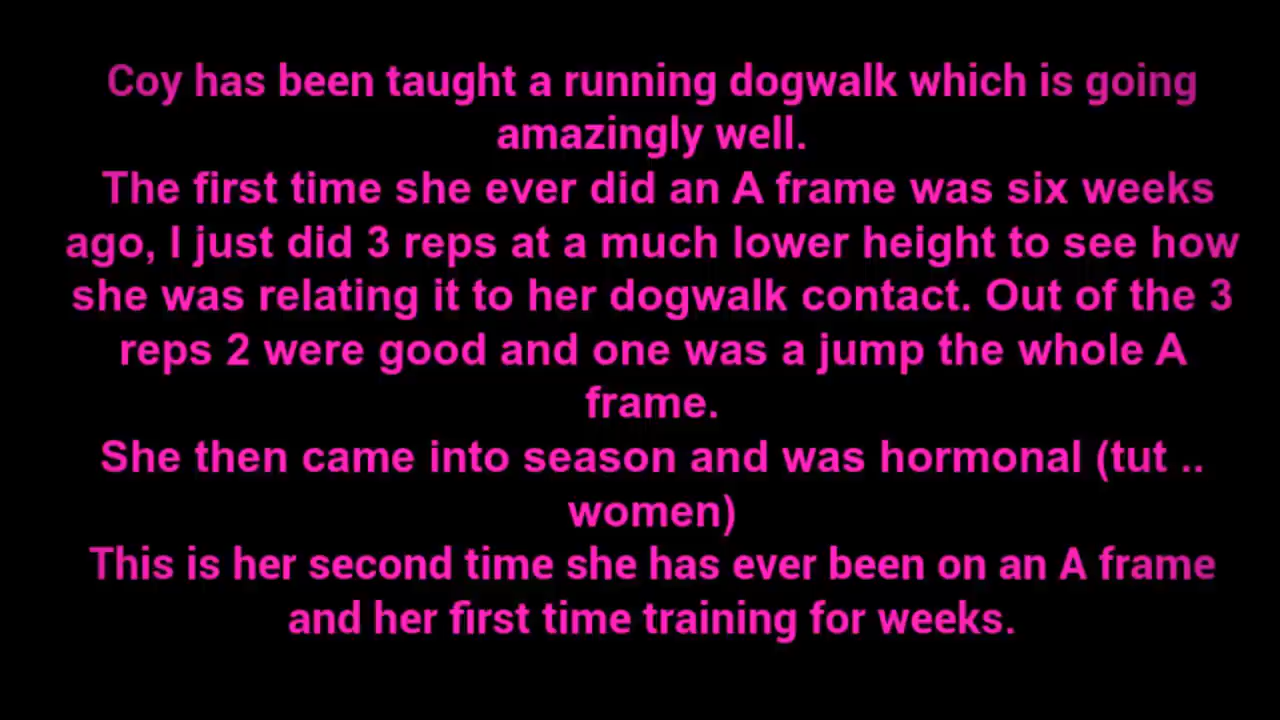 Coy has been taught a running dogwalk which is going
amazingly well.
The first time she ever did an A frame was six weeks
ago, I just did 3 reps at a much lower height to see how
she was relating it to her dogwalk contact. Out of the 3
reps 2 were good and one was a jump the whole A
frame.
She then came into season and was hormonal (tut ..
women)
This is her second time she has ever been on an A frame
and her first time training for weeks.